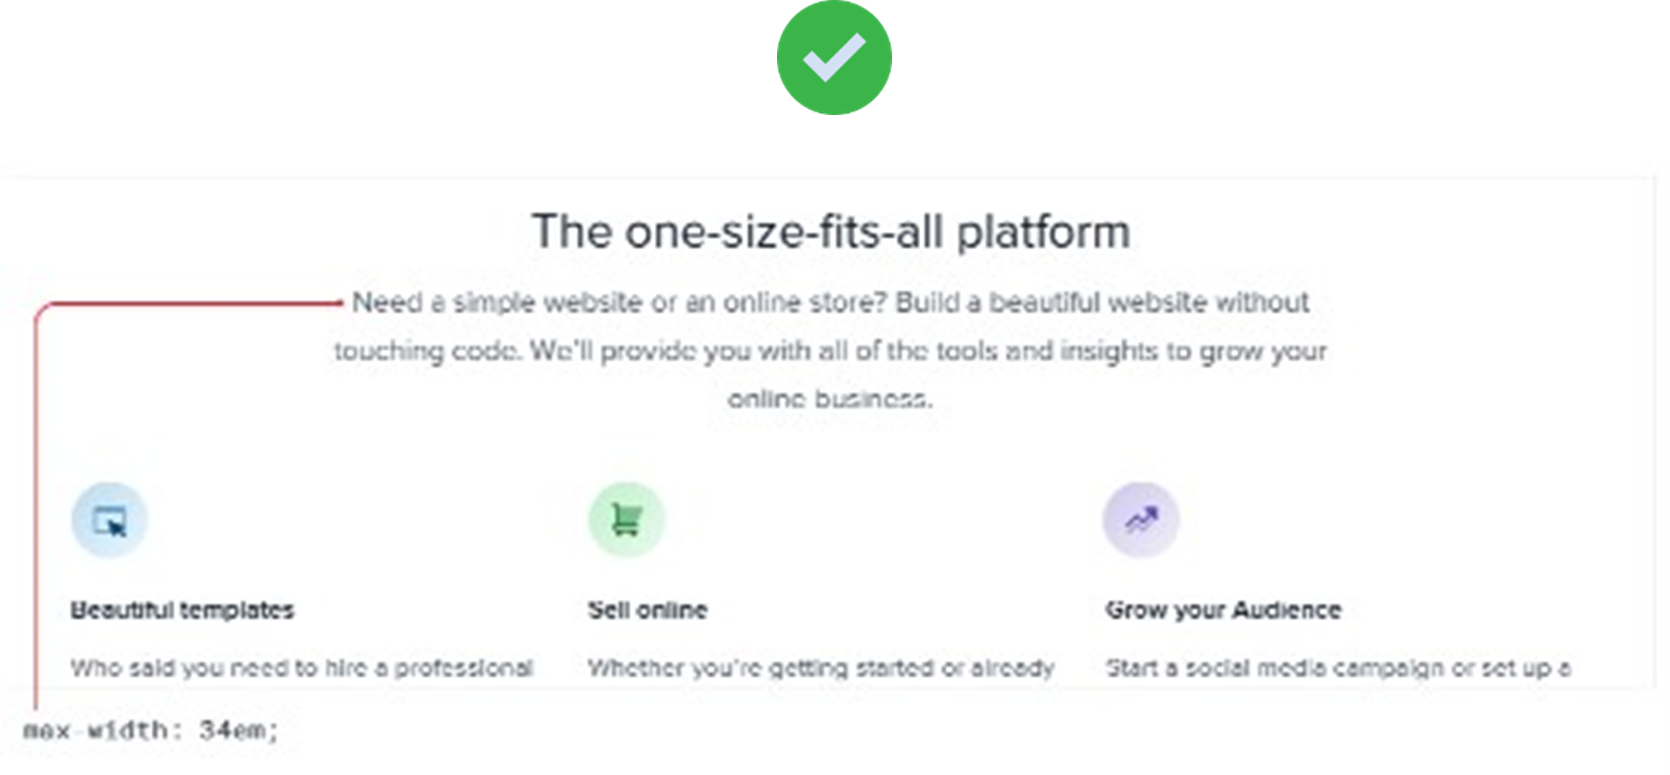 The one-size-fits-all platform
Need a simple website or an online store? Build a beautiful website without
touching code. We'll provide you with all of the tools and insights to grow your
online business.
Beautiful templates
Sell online
Grow your Audience
Who said you need to hire a professional
Whether you're getting started or already
Start a social media campaign or set up a
max-width: 34em;